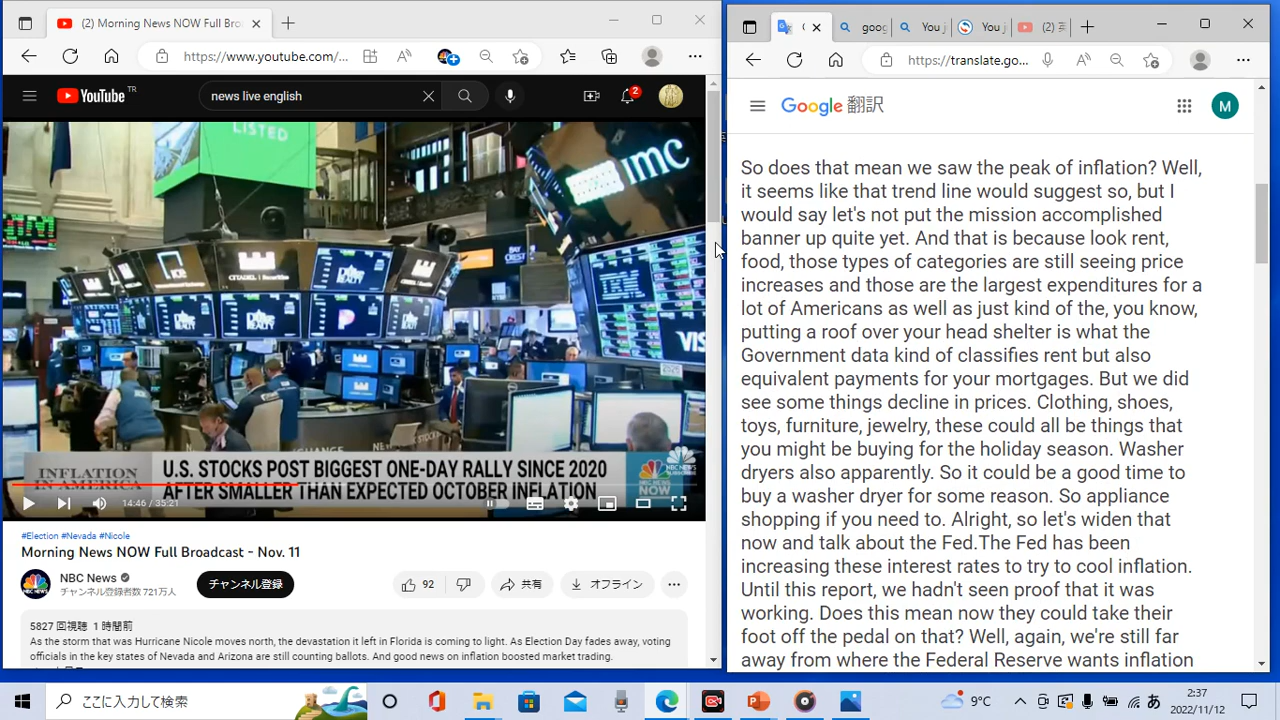 (2) Morning News NOW Full Broa
https://www.youtube.com/...
YouTube TR
news live english
2
LISTED
IMC
CITADEL | Securities
VIS
INFLATION
IN AMERICA
U.S. STOCKS POST BIGGEST ONE-DAY RALLY SINCE 2020
AFTER SMALLER THAN EXPECTED OCTOBER INFLATION
NBC NEWS
NOW
NBC NEWS
14:46 / 35:21
#Election #Nevada #Nicole
Morning News NOW Full Broadcast - Nov. 11
NBC News
チャンネル登録者数 721万人
チャンネル登録
92
共有
オフライン
5827 回視聴 1 時間前
As the storm that was Hurricane Nicole moves north, the devastation it left in Florida is coming to light. As Election Day fades away, voting
officials in the key states of Nevada and Arizona are still counting ballots. And good news on inflation boosted market trading.
goog
You j
You j
(2)
https://translate.go...
Google 翻訳
M
So does that mean we saw the peak of inflation? Well,
it seems like that trend line would suggest so, but I
would say let's not put the mission accomplished
banner up quite yet. And that is because look rent,
food, those types of categories are still seeing price
increases and those are the largest expenditures for a
lot of Americans as well as just kind of the, you know,
putting a roof over your head shelter is what the
Government data kind of classifies rent but also
equivalent payments for your mortgages. But we did
see some things decline in prices. Clothing, shoes,
toys, furniture, jewelry, these could all be things that
you might be buying for the holiday season. Washer
dryers also apparently. So it could be a good time to
buy a washer dryer for some reason. So appliance
shopping if you need to. Alright, so let's widen that
now and talk about the Fed.The Fed has been
increasing these interest rates to try to cool inflation.
Until this report, we hadn't seen proof that it was
working. Does this mean now they could take their
foot off the pedal on that? Well, again, we're still far
away from where the Federal Reserve wants inflation
ここに入力して検索
9°C
あ
2:37
2022/11/12